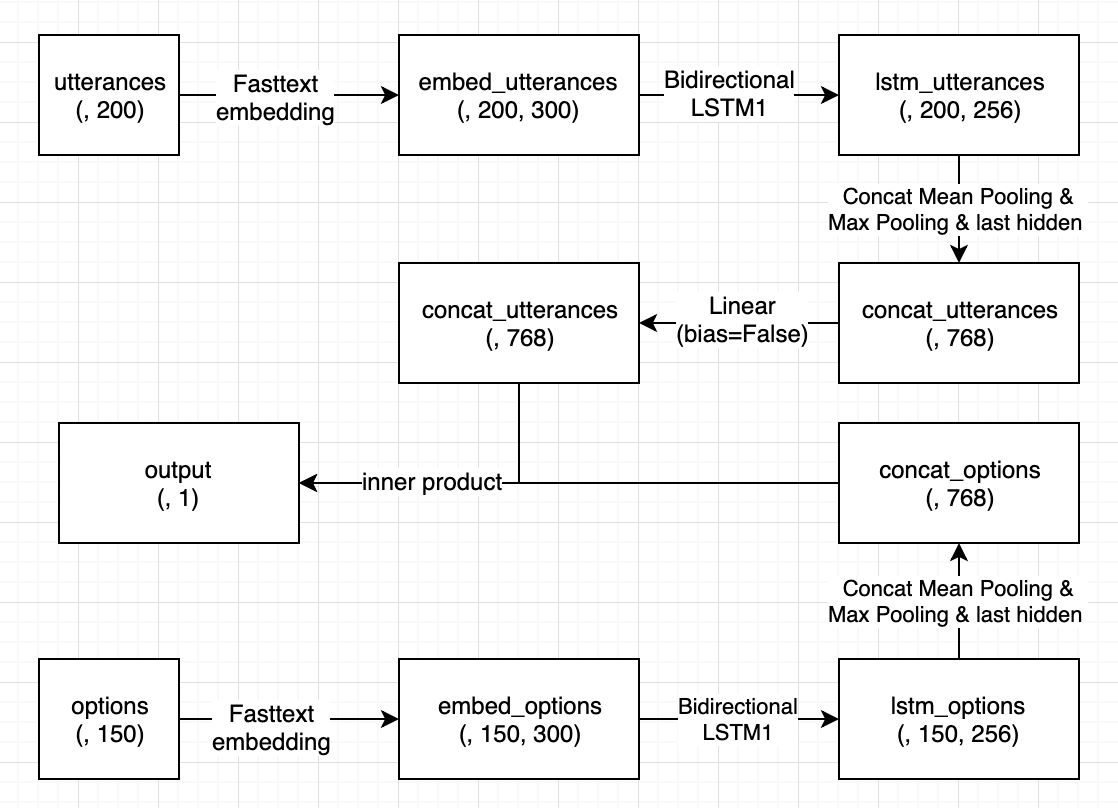 utterances
(, 200)
Fasttext
embedding
embed_utterances
(, 200, 300)
Bidirectional
LSTM1
lstm_utterances
(, 200, 256)
Concat Mean Pooling &
Max Pooling & last hidden
concat_utterances
(, 768)
Linear
(bias=False)
concat_utterances
(, 768)
output
(, 1)
inner product
concat_options
(, 768)
Concat Mean Pooling &
Max Pooling & last hidden
options
(, 150)
Fasttext
embedding
embed_options
(, 150, 300)
Bidirectional
LSTM1
lstm_options
(, 150, 256)